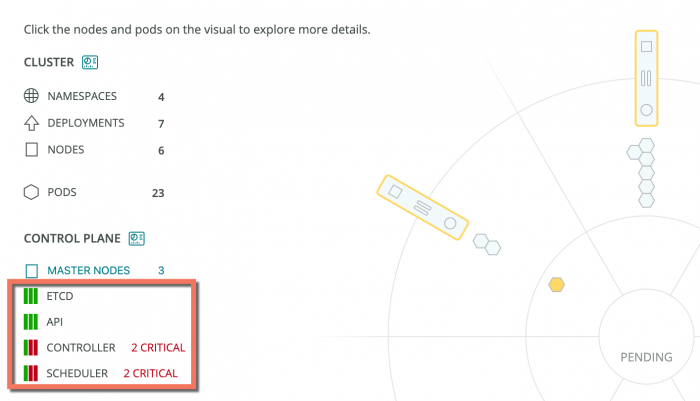 Click the nodes and pods on the visual to explore more details.
CLUSTER
NAMESPACES 4
DEPLOYMENTS 7
NODES 6
PODS 23
CONTROL PLANE
MASTER NODES 3
ETCD
API
CONTROLLER 2 CRITICAL
SCHEDULER 2 CRITICAL
PENDING